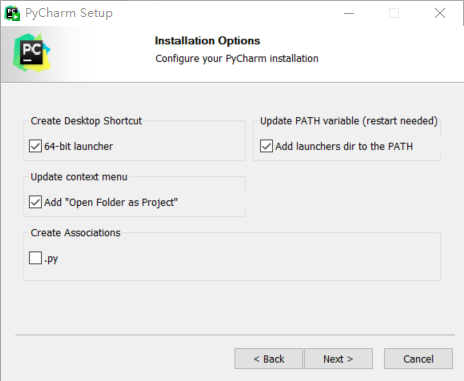 PyCharm Setup
PC
Installation Options
Configure your PyCharm installation
Create Desktop Shortcut
64-bit launcher
Update PATH variable (restart needed)
Add launchers dir to the PATH
Update context menu
Add "Open Folder as Project"
Create Associations
.py
< Back
Next >
Cancel